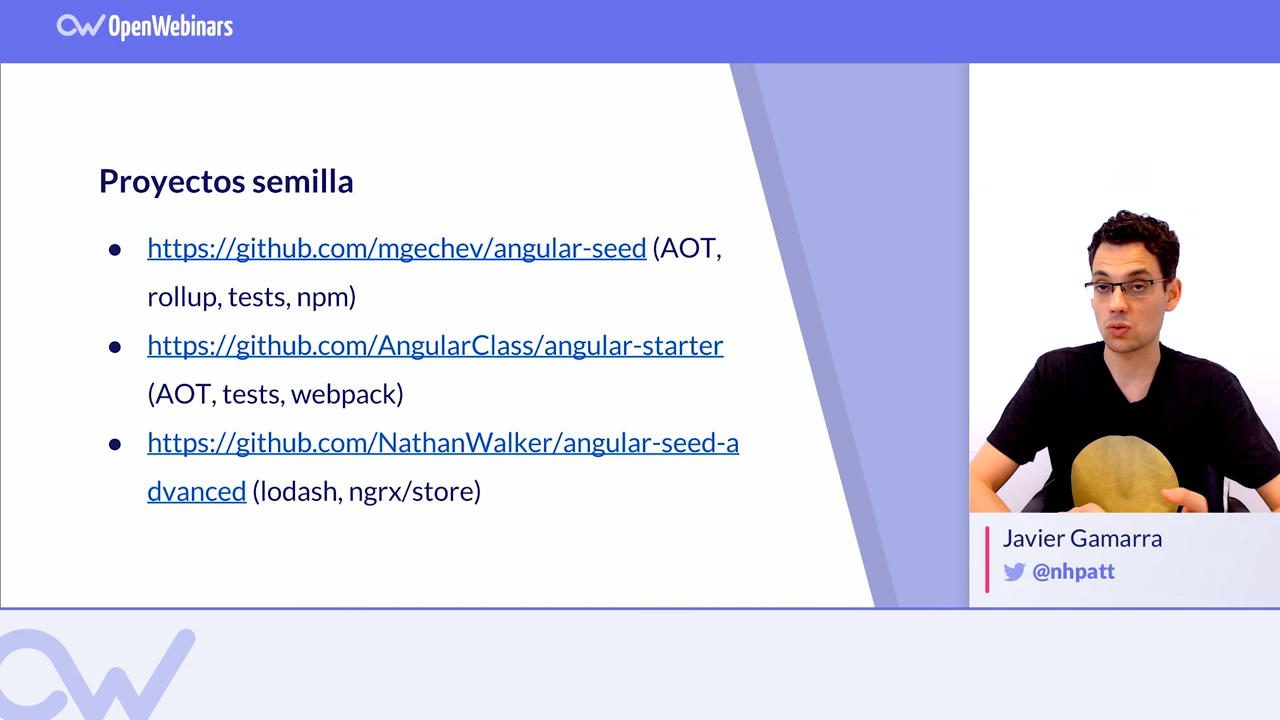 OpenWebinars
Proyectos semilla
● https://github.com/mgechev/angular-seed (AOT,
rollup, tests, npm)
● https://github.com/AngularClass/angular-starter
(AOT, tests, webpack)
● https://github.com/NathanWalker/angular-seed-a
dvanced (lodash, ngrx/store)
Javier Gamarra
@nhpatt